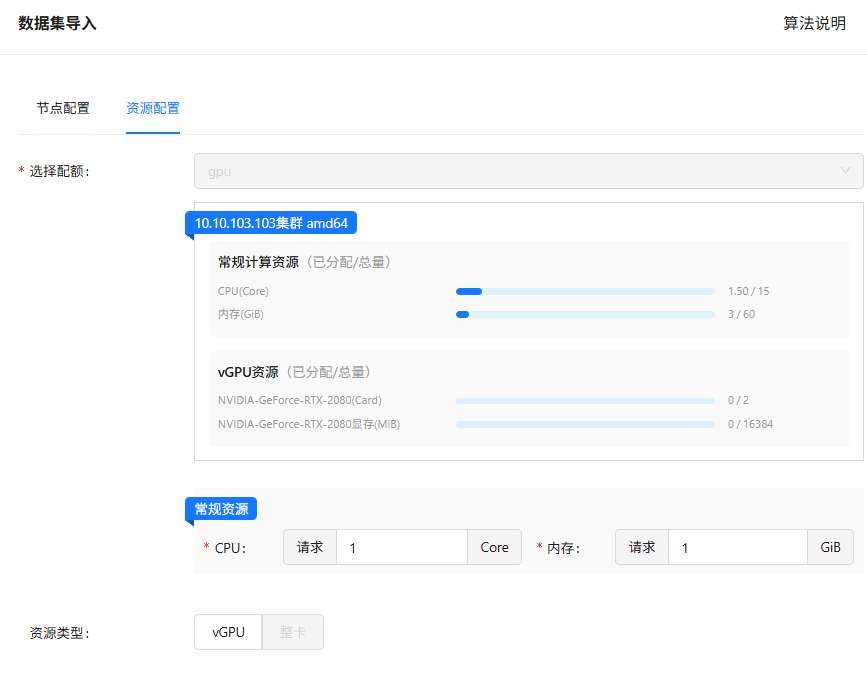 数据集导入 算法说明
节点配置 资源配置
* 选择配额: gpu
10.10.103.103集群 amd64
常规计算资源（已分配/总量）
CPU(Core) 1.50 / 15
内存(GiB) 3 / 60
vGPU资源（已分配/总量）
NVIDIA-GeForce-RTX-2080(Card) 0 / 2
NVIDIA-GeForce-RTX-2080显存(MiB) 0 / 16384
常规资源
* CPU: 请求 1 Core * 内存: 请求 1 GiB
资源类型: vGPU 整卡